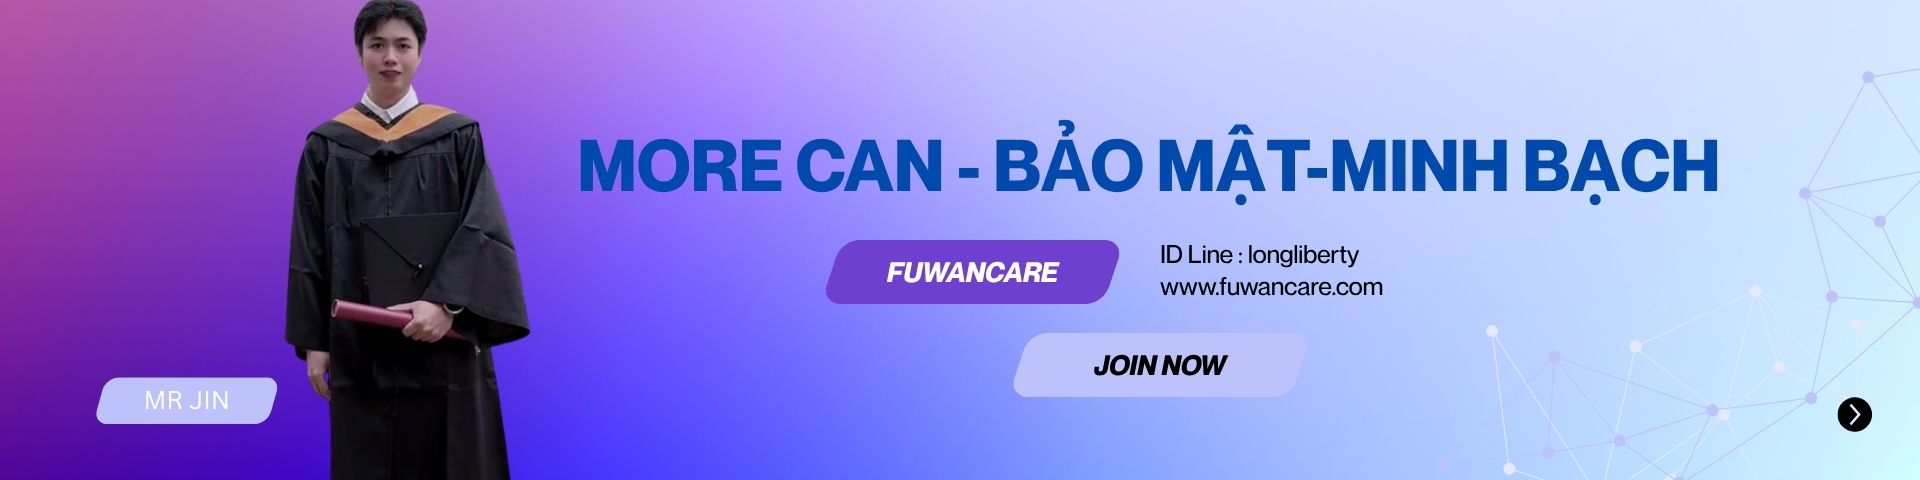 MORE CAN - BẢO MẬT-MINH BẠCH
FUWANCARE
ID Line : longliberty
www.fuwancare.com
JOIN NOW
MR JIN